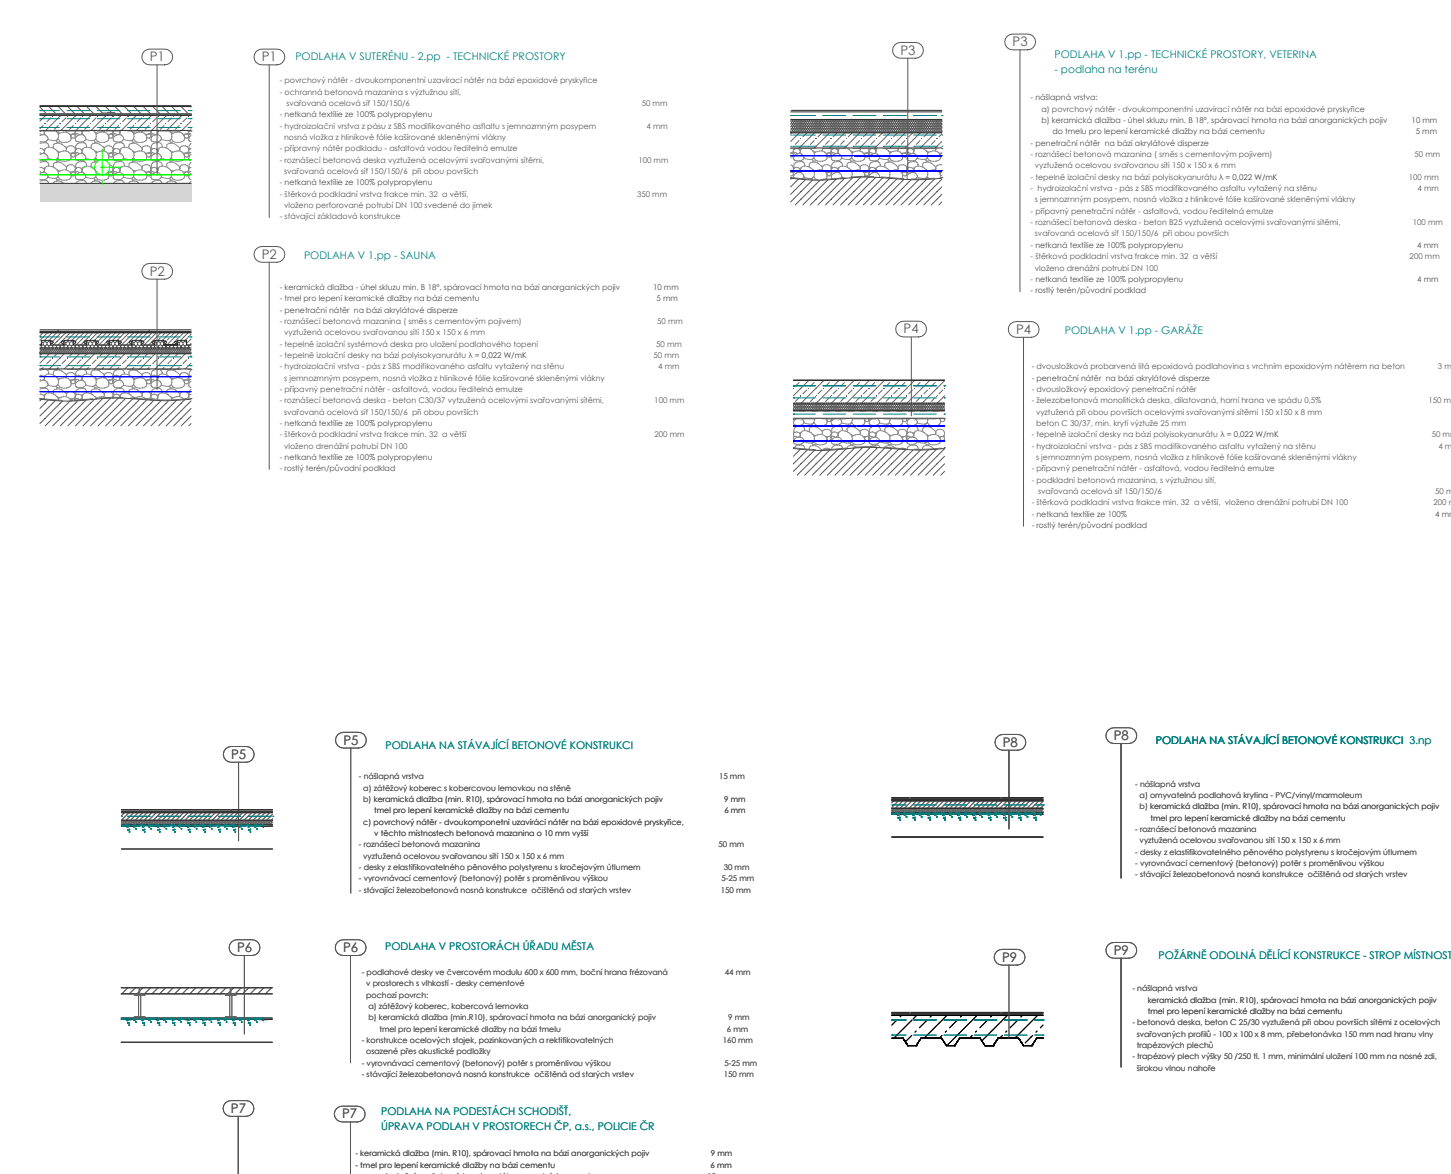 P1
P1 PODLAHA V SUTERÉNU - 2.pp - TECHNICKÉ PROSTORY
- povrchový nátěr - dvoukomponentní uzavírací nátěr na bázi epoxidové pryskyřice
- ochranná betonová mazanina s výztužnou sítí,
svařovaná ocelová síť 150/150/6 50 mm
- netkaná textílie ze 100% polypropylenu
- hydroizolační vrstva z pásu z SBS modifikovaného asflaltu s jemnozrnným posypem 4 mm
nosná vložka z hliníkové fólie kašírované skleněnými vlákny
- přípravný nátěr podkladu - asfaltová vodou ředitelná emulze
- roznášecí betonová deska vyztužená ocelovými svařovanými sítěmi, 100 mm
svařovaná ocelová síť 150/150/6 při obou površích
- netkaná textílie ze 100% polypropylenu
- štěrková podkladní vrstva frakce min. 32 a větší, 350 mm
vloženo perforované potrubí DN 100 svedené do jímek
- stávající základová konstrukce
P2
P2 PODLAHA V 1.pp - SAUNA
- keramická dlažba - úhel skluzu min. B 18°, spárovací hmota na bázi anorganických pojiv 10 mm
- tmel pro lepení keramické dlažby na bázi cementu 5 mm
- penetrační nátěr na bázi akrylátové disperze
- roznášecí betonová mazanina ( směs s cementovým pojivem) 50 mm
vyztužená ocelovou svařovanou sítí 150 x 150 x 6 mm
- tepelně izolační systémová deska pro uložení podlahového topení 50 mm
- tepelně izolační desky na bázi polyisokyanurátu λ = 0,022 W/mK 50 mm
- hydroizolační vrstva - pás z SBS modifikovaného asfaltu vytažený na stěnu 4 mm
s jemnozrnným posypem, nosná vložka z hliníkové fólie kašírované skleněnými vlákny
- přípavný penetrační nátěr - asfaltová, vodou ředitelná emulze
- roznášecí betonová deska - beton C30/37 vyztužená ocelovými svařovanými sítěmi, 100 mm
svařovaná ocelová síť 150/150/6 při obou površích
- netkaná textílie ze 100% polypropylenu
- štěrková podkladní vrstva frakce min. 32 a větší 200 mm
vloženo drenážní potrubí DN 100
- netkaná textílie ze 100% polypropylenu
- rostlý terén/původní podklad
P3
P3 PODLAHA V 1.pp - TECHNICKÉ PROSTORY, VETERINA
- podlaha na terénu
- nášlapná vrstva:
a) povrchový nátěr - dvoukomponentní uzavírací nátěr na bázi epoxidové pryskyřice
b) keramická dlažba - úhel skluzu min. B 18°, spárovací hmota na bázi anorganických pojiv 10 mm
do tmelu pro lepení keramické dlažby na bázi cementu 5 mm
- penetrační nátěr na bázi akrylátové disperze
- roznášecí betonová mazanina ( směs s cementovým pojivem) 50 mm
vyztužená ocelovou svařovanou sítí 150 x 150 x 6 mm
- tepelně izolační desky na bázi polyisokyanurátu λ = 0,022 W/mK 100 mm
- hydroizolační vrstva - pás z SBS modifikovaného asfaltu vytažený na stěnu 4 mm
s jemnozrnným posypem, nosná vložka z hliníkové fólie kašírované skleněnými vlákny
- přípavný penetrační nátěr - asfaltová, vodou ředitelná emulze
- roznášecí betonová deska - beton B25 vyztužená ocelovými svařovanými sítěmi, 100 mm
svařovaná ocelová síť 150/150/6 při obou površích
- netkaná textílie ze 100% polypropylenu 4 mm
- štěrková podkladní vrstva frakce min. 32 a větší 200 mm
vloženo drenážní potrubí DN 100
- netkaná textílie ze 100% polypropylenu 4 mm
- rostlý terén/původní podklad
P4
P4 PODLAHA V 1.pp - GARÁŽE
- dvousložková probarvená litá epoxidová podlahovina s vrchním epoxidovým nátěrem na beton 3 m
- penetrační nátěr na bázi akrylátové disperze
- dvousložkový epoxidový penetrační nátěr
- železobetonová monolitická deska, dilatovaná, horní hrana ve spádu 0,5% 150 m
vyztužená při obou površích ocelovými svařovanými sítěmi 150 x150 x 8 mm
beton C 30/37, min. krytí výztuže 25 mm
- tepelně izolační desky na bázi polyisokyanurátu λ = 0,022 W/mK 50 m
- hydroizolační vrstva - pás z SBS modifikovaného asfaltu vytažený na stěnu 4 m
s jemnozrnným posypem, nosná vložka z hliníkové fólie kašírované skleněnými vlákny
- přípavný penetrační nátěr - asfaltová, vodou ředitelná emulze
- podkladní betonová mazanina, s výztužnou sítí,
svařovaná ocelová síť 150/150/6 50 m
- štěrková podkladní vrstva frakce min. 32 a větší, vloženo drenážní potrubí DN 100 200
- netkaná textílie ze 100% 4 m
- rostlý terén/původní podklad
P5
P5 PODLAHA NA STÁVAJÍCÍ BETONOVÉ KONSTRUKCI
- nášlapná vrstva 15 mm
a) zátěžový koberec s kobercovou lemovkou na stěně
b) keramická dlažba (min. R10), spárovací hmota na bázi anorganických pojiv 9 mm
tmel pro lepení keramické dlažby na bázi cementu 6 mm
c) povrchový nátěr - dvoukomponetní uzavírácí nátěr na bázi epoxidové pryskyřice,
v těchto místnostech betonová mazanina o 10 mm vyšší
- roznášecí betonová mazanina 50 mm
vyztužená ocelovou svařovanou sítí 150 x 150 x 6 mm
- desky z elastifikovatelného pěnového polystyrenu s kročejovým útlumem 30 mm
- vyrovnávací cementový (betonový) potěr s proměnlivou výškou 5-25 mm
- stávající železobetonová nosná konstrukce očištěná od starých vrstev 150 mm
P8
P8 PODLAHA NA STÁVAJÍCÍ BETONOVÉ KONSTRUKCI 3.np
- nášlapná vrstva
a) omyvatelná podlahová krytina - PVC/vinyl/marmoleum
b) keramická dlažba (min. R10), spárovací hmota na bázi anorganických pojiv
tmel pro lepení keramické dlažby na bázi cementu
- roznášecí betonová mazanina
vyztužená ocelovou svařovanou sítí 150 x 150 x 6 mm
- desky z elastifikovatelného pěnového polystyrenu s kročejovým útlumem
- vyrovnávací cementový (betonový) potěr s proměnlivou výškou
- stávající železobetonová nosná konstrukce očištěná od starých vrstev
P6
P6 PODLAHA V PROSTORÁCH ÚŘADU MĚSTA
- podlahové desky ve čvercovém modulu 600 x 600 mm, boční hrana frézovaná 44 mm
v prostorech s vlhkostí - desky cementové
pochozí povrch:
a) zátěžový koberec, kobercová lemovka
b) keramická dlažba (min.R10), spárovací hmota na bázi anorganický pojiv 9 mm
tmel pro lepení keramické dlažby na bázi tmelu 6 mm
- konstrukce ocelových stojek, pozinkovaných a rektifikovatelných 160 mm
osazené přes akustické podložky
- vyrovnávací cementový (betonový) potěr s proměnlivou výškou 5-25 mm
- stávající železobetonová nosná konstrukce očištěná od starých vrstev 150 mm
P9
P9 POŽÁRNĚ ODOLNÁ DĚLÍCÍ KONSTRUKCE - STROP MÍSTNOST
- nášlapná vrstva
keramická dlažba (min. R10), spárovací hmota na bázi anorganických pojiv
tmel pro lepení keramické dlažby na bázi cementu
- betonová deska, beton C 25/30 vyztužená při obou površích sítěmi z ocelových
svařovaných profilů - 100 x 100 x 8 mm, přebetonávka 150 mm nad hranu vlny
trapézových plechů
- trapézový plech výšky 50 /250 tl. 1 mm, minimální uložení 100 mm na nosné zdi,
širokou vlnou nahoře
P7
P7 PODLAHA NA PODESTÁCH SCHODIŠŤ,
ÚPRAVA PODLAH V PROSTORECH ČP, a.s., POLICIE ČR
- keramická dlažba (min. R10), spárovací hmota na bázi anorganických pojiv 9 mm
- tmel pro lepení keramické dlažby na bázi cementu 6 mm